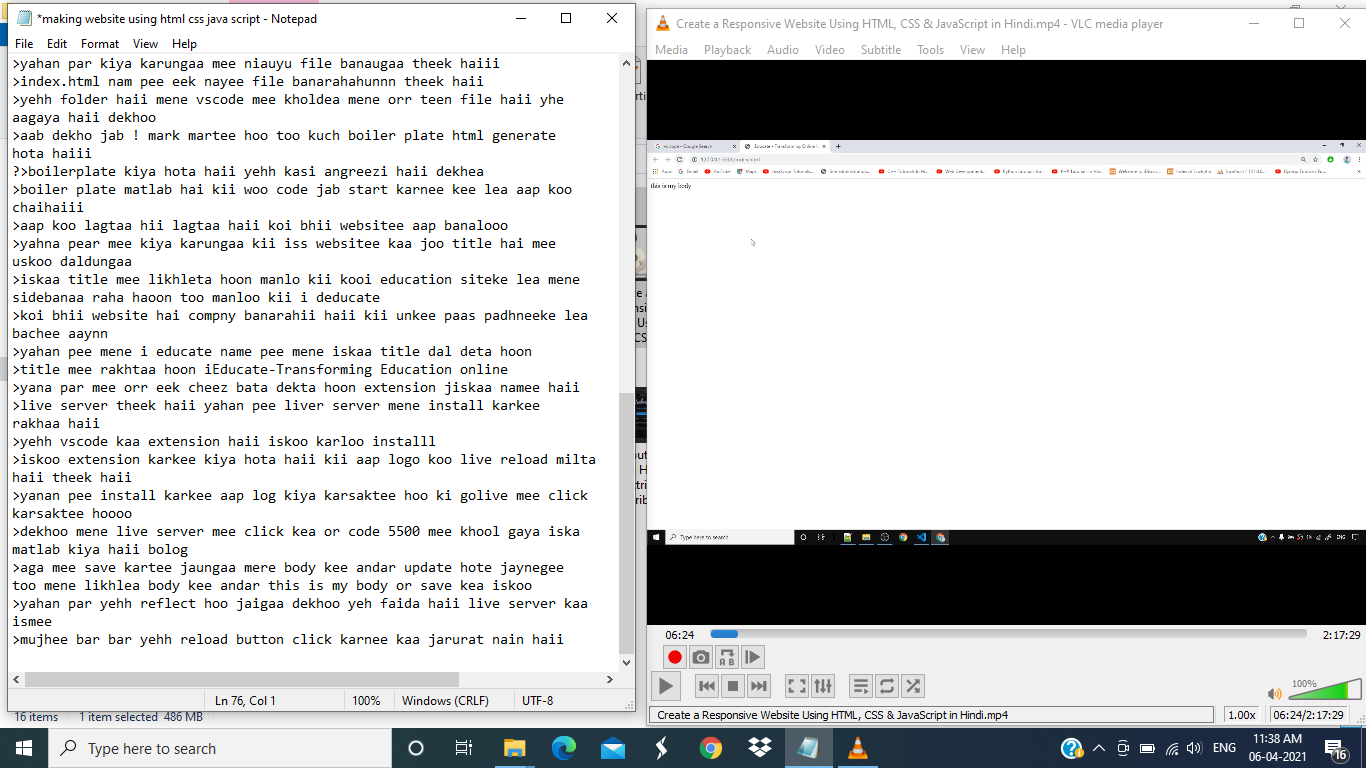 *making website using html css java script - Notepad
File Edit Format View Help
>yahan par kiya karungaa mee niauyu file banaugaa theek haiii
>index.html nam pee eek nayee file banarahahunnn theek haii
>yehh folder haii mene vscode mee kholdea mene orr teen file haii yhe
aagaya haii dekhoo
>aab dekho jab ! mark martee hoo too kuch boiler plate html generate
hota haiii
?>boilerplate kiya hota haii yehh kasi angreezi haii dekhea
>boiler plate matlab hai kii woo code jab start karnee kee lea aap koo
chaihaiii
>aap koo lagtaa hii lagtaa haii koi bhii websitee aap banalooo
>yahna pear mee kiya karungaa kii iss websitee kaa joo title hai mee
uskoo daldungaa
>iskaa title mee likhleta hoon manlo kii kooi education siteke lea mene
sidebanaa raha haoon too manloo kii i deducate
>koi bhii website hai compny banarahii haii kii unkee paas padhneeke lea
bachee aaynn
>yahan pee mene i educate name pee mene iskaa title dal deta hoon
>title mee rakhtaa hoon iEducate-Transforming Education online
>yana par mee orr eek cheez bata dekta hoon extension jiskaa namee haii
>live server theek haii yahan pee liver server mene install karkee
rakhaa haii
>yehh vscode kaa extension haii iskoo karloo installl
>iskoo extension karkee kiya hota haii kii aap logo koo live reload milta
haii theek haii
>yanan pee install karkee aap log kiya karsaktee hoo ki golive mee click
karsaktee hoooo
>dekhoo mene live server mee click kea or code 5500 mee khool gaya iska
matlab kiya haii bolog
>aga mee save kartee jaungaa mere body kee andar update hote jaynegee
too mene likhlea body kee andar this is my body or save kea iskoo
>yahan par yehh reflect hoo jaigaa dekhoo yeh faida haii live server kaa
ismee
>mujhee bar bar yehh reload button click karnee kaa jarurat nain haii
Ln 76, Col 1 100% Windows (CRLF) UTF-8
16 items 1 item selected 486 MB
Create a Responsive Website Using HTML, CSS & JavaScript in Hindi.mp4 - VLC media player
Media Playback Audio Video Subtitle Tools View Help
vs code - Google Search
Apps Gmail YouTube Maps
this is my body
Type here to search
ENG
06:24 2:17:29
100%
Create a Responsive Website Using HTML, CSS & JavaScript in Hindi.mp4 1.00x 06:24/2:17:29
Type here to search
ENG 11:38 AM
06-04-2021
16